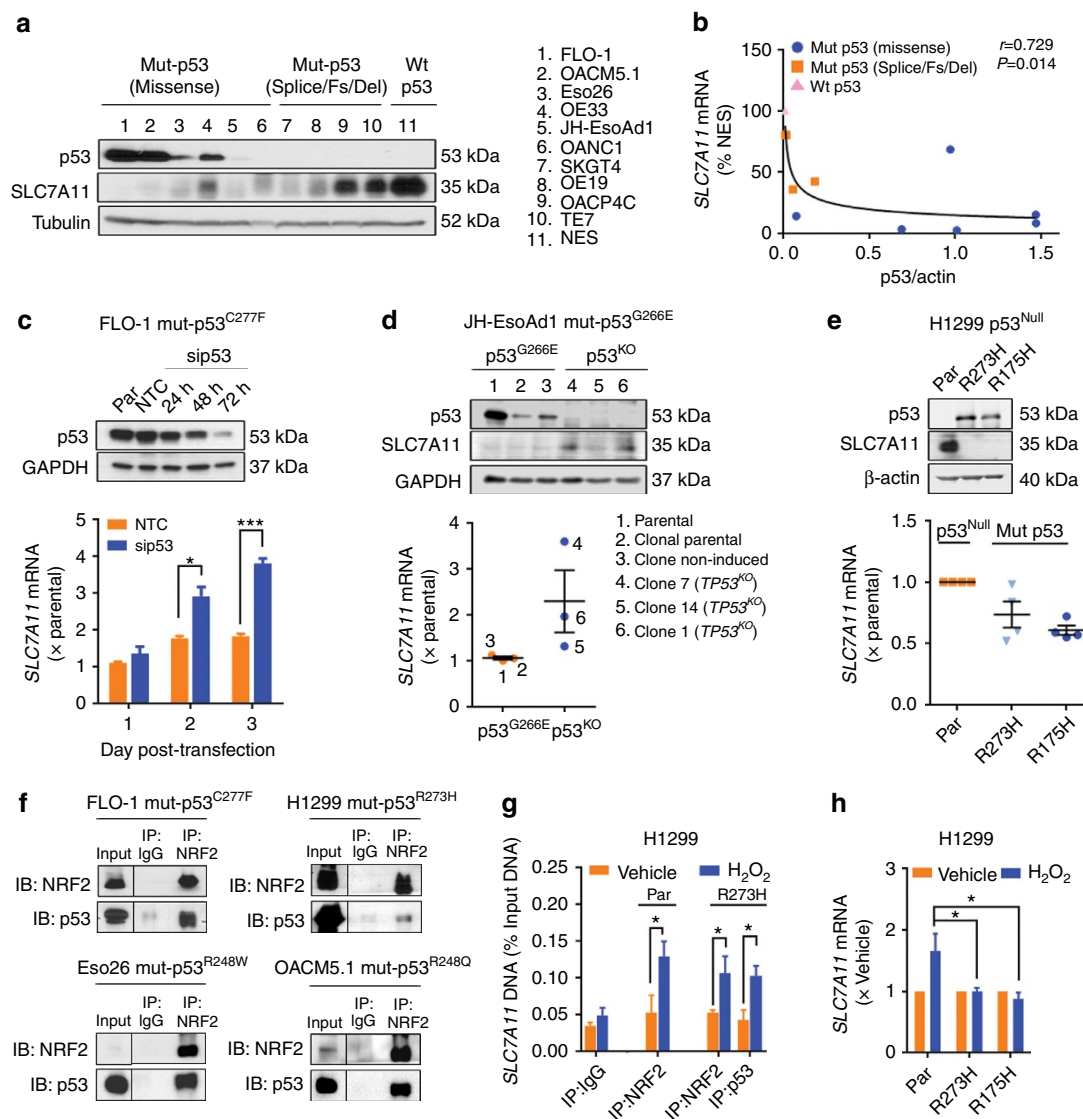 a
Mut-p53
(Missense)
Mut-p53
(Splice/Fs/Del)
Wt
p53
1 2 3 4 5 6 7 8 9 10 11
p53
53 kDa
SLC7A11
35 kDa
Tubulin
52 kDa
1. FLO-1
2. OACM5.1
3. Eso26
4. OE33
5. JH-EsoAd1
6. OANC1
7. SKGT4
8. OE19
9. OACP4C
10. TE7
11. NES
b
Mut p53 (missense)
Mut p53 (Splice/Fs/Del)
Wt p53
r=0.729
P=0.014
SLC7A11 mRNA
(% NES)
150
100
50
0
0.0 0.5 1.0 1.5
p53/actin
c
FLO-1 mut-p53C277F
sip53
Par NTC 24 h 48 h 72 h
p53
53 kDa
GAPDH
37 kDa
NTC
sip53
* ***
SLC7A11 mRNA
(× parental)
5
4
3
2
1
0
1 2 3
Day post-transfection
d
JH-EsoAd1 mut-p53G266E
p53G266E p53KO
1 2 3 4 5 6
p53
53 kDa
SLC7A11
35 kDa
GAPDH
37 kDa
SLC7A11 mRNA
(× parental)
4
3
2
1
0
3 1 2 4 6 5
p53G266E p53KO
1. Parental
2. Clonal parental
3. Clone non-induced
4. Clone 7 (TP53KO)
5. Clone 14 (TP53KO)
6. Clone 1 (TP53KO)
e
H1299 p53Null
Par R273H R175H
p53
53 kDa
SLC7A11
35 kDa
β-actin
40 kDa
p53Null Mut p53
SLC7A11 mRNA
(× parental)
1.5
1.0
0.5
0.0
Par R273H R175H
f
FLO-1 mut-p53C277F
Input IP: IgG IP: NRF2
IB: NRF2
IB: p53
H1299 mut-p53R273H
Input IP: IgG IP: NRF2
IB: NRF2
IB: p53
Eso26 mut-p53R248W
Input IP: IgG IP: NRF2
IB: NRF2
IB: p53
OACM5.1 mut-p53R248Q
Input IP: IgG IP: NRF2
IB: NRF2
IB: p53
g
H1299
Vehicle H2O2
Par R273H
* * *
SLC7A11 DNA (% Input DNA)
0.25
0.20
0.15
0.10
0.05
0.00
IP:IgG IP:NRF2 IP:NRF2 IP:p53
h
H1299
Vehicle H2O2
*
*
SLC7A11 mRNA
(× Vehicle)
3
2
1
0
Par R273H R175H